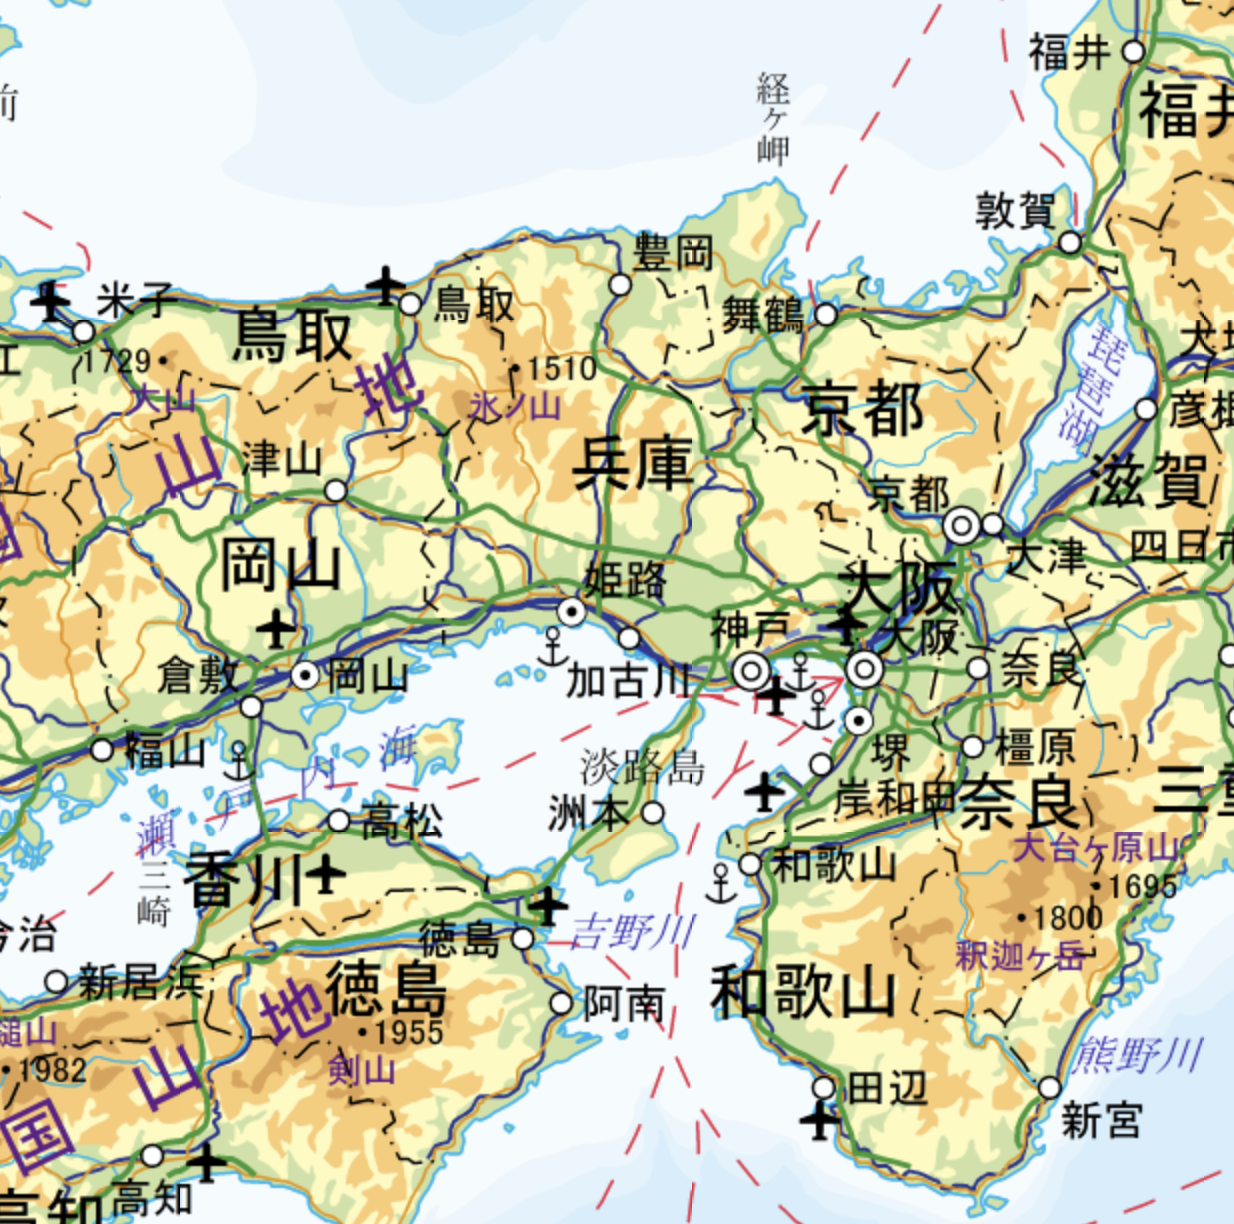 福井
前
経ヶ岬
福井
敦賀
豊岡
米子
鳥取
鳥取
舞鶴
琵琶湖
1729
1510
大山
地
氷ノ山
京都
彦根
山
津山
兵庫
滋賀
京都
岡山
大津
四日市
姫路
大阪
神戸
大阪
倉敷
岡山
加古川
奈良
福山
海
内
戸
瀬
淡路島
堺
橿原
洲本
岸和田
奈良
三重
高松
三崎
香川
和歌山
大台ヶ原山
1695
1800
今治
徳島
吉野川
釈迦ヶ岳
新居浜
徳島
地
阿南
和歌山
1955
剣山
山
1982
熊野川
田辺
新宮
国
高知
高知